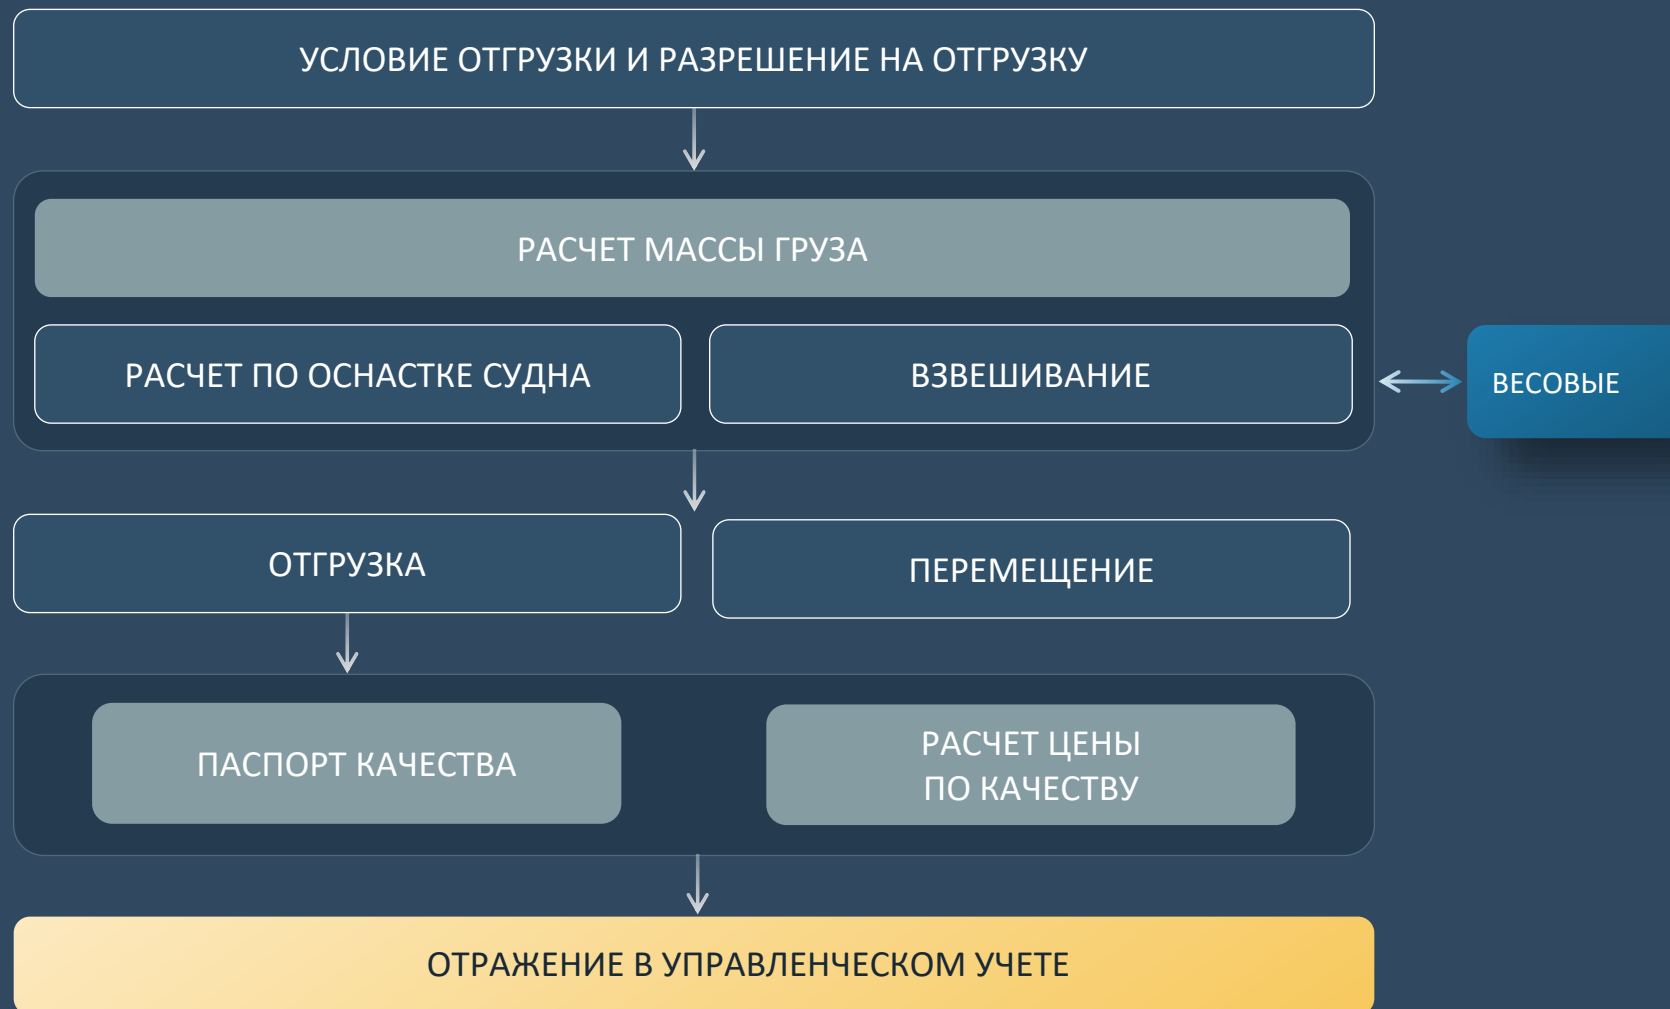 УСЛОВИЕ ОТГРУЗКИ И РАЗРЕШЕНИЕ НА ОТГРУЗКУ
РАСЧЕТ МАССЫ ГРУЗА
РАСЧЕТ ПО ОСНАСТКЕ СУДНА
ВЗВЕШИВАНИЕ
ВЕСОВЫЕ
ОТГРУЗКА
ПЕРЕМЕЩЕНИЕ
ПАСПОРТ КАЧЕСТВА
РАСЧЕТ ЦЕНЫ
ПО КАЧЕСТВУ
ОТРАЖЕНИЕ В УПРАВЛЕНЧЕСКОМ УЧЕТЕ